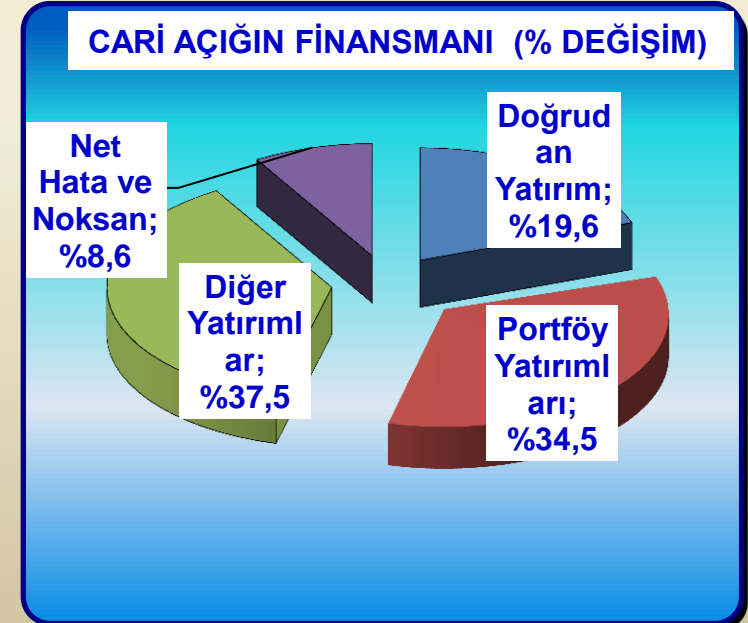 CARİ AÇIĞIN FİNANSMANI (% DEĞİŞİM)
Net
Hata ve
Noksan;
%8,6
Doğrud
an
Yatırım;
%19,6
Diğer
Yatırıml
ar;
%37,5
Portföy
Yatırıml
arı;
%34,5